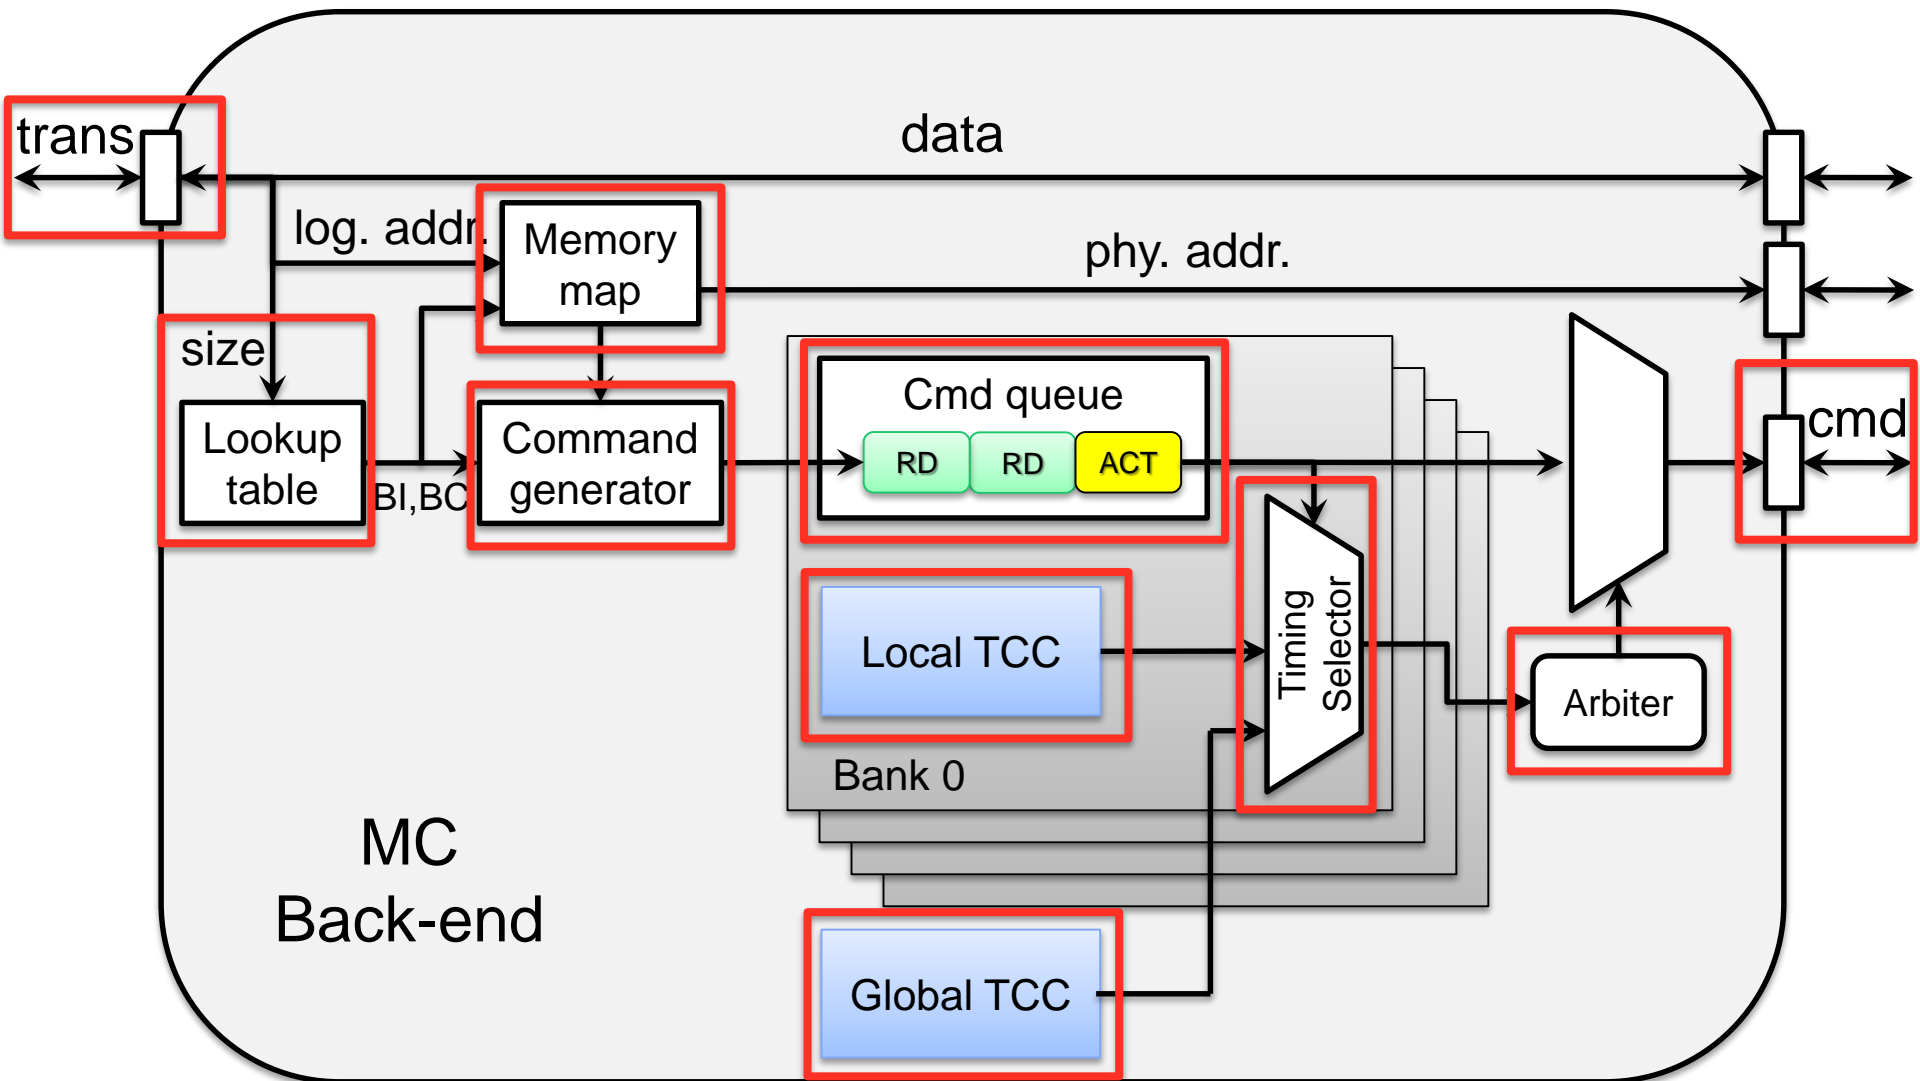 trans
data
log. addr.
Memory
map
phy. addr.
size
Lookup
table
BI,BC
Command
generator
Cmd queue
RD RD ACT
cmd
Local TCC
Timing
Selector
Arbiter
Bank 0
MC
Back-end
Global TCC